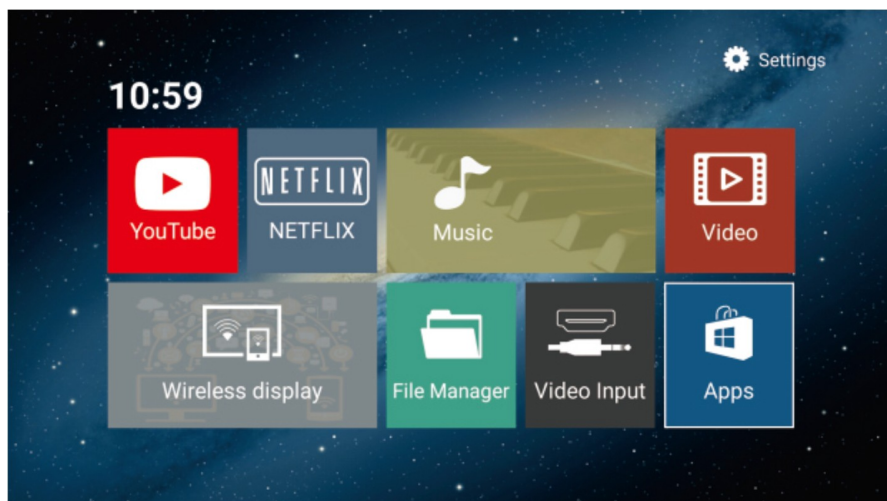 Settings
10:59
NETFLIX
YouTube
NETFLIX
Music
Video
Wireless display
File Manager
Video Input
Apps